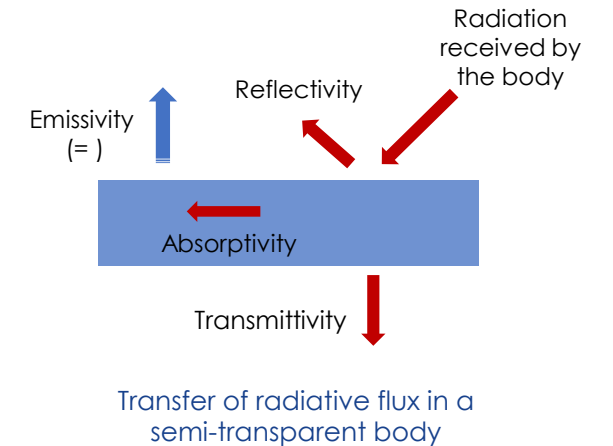 Radiation
received by
the body
Reflectivity
Emissivity
(= )
Absorptivity
Transmittivity
Transfer of radiative flux in a
semi-transparent body